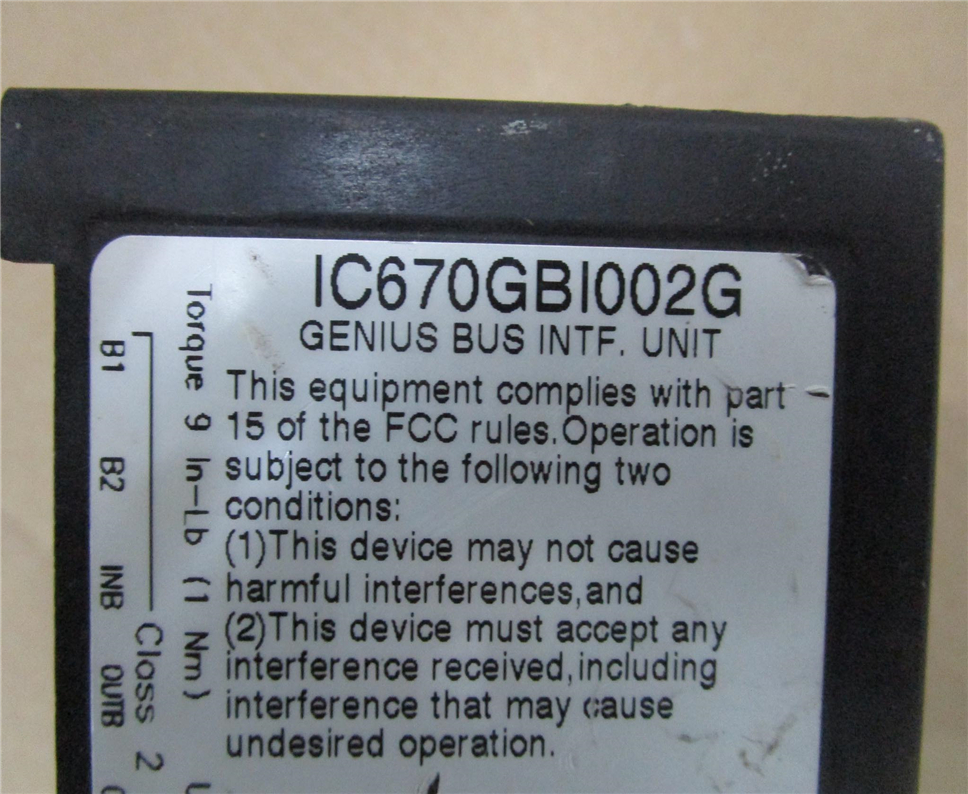 IC670GBI002G
GENIUS BUS INTF. UNIT
This equipment complies with part
15 of the FCC rules.Operation is
subject to the following two
conditions:
(1)This device may not cause
harmful interferences,and
(2)This device must accept any
interference received,including
interference that may cause
undesired operation.
Torque 9 In-Lb (1 Nm)
Class 2
B1 B2 INB OUTB